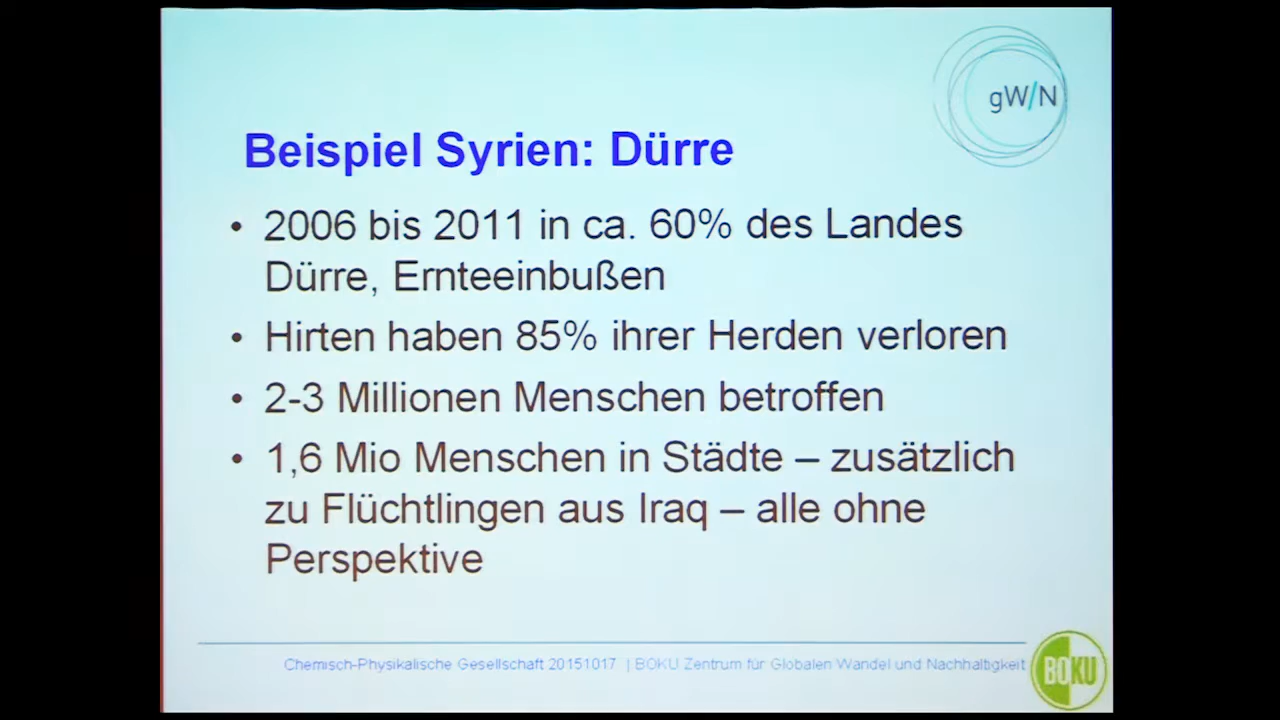 gW/N
Beispiel Syrien: Dürre
• 2006 bis 2011 in ca. 60% des Landes
Dürre, Ernteeinbußen
• Hirten haben 85% ihrer Herden verloren
• 2-3 Millionen Menschen betroffen
• 1,6 Mio Menschen in Städte – zusätzlich
zu Flüchtlingen aus Iraq – alle ohne
Perspektive
Chemisch-Physikalische Gesellschaft 20151017 | BOKU Zentrum für Globalen Wandel und Nachhaltigkeit
BOKU